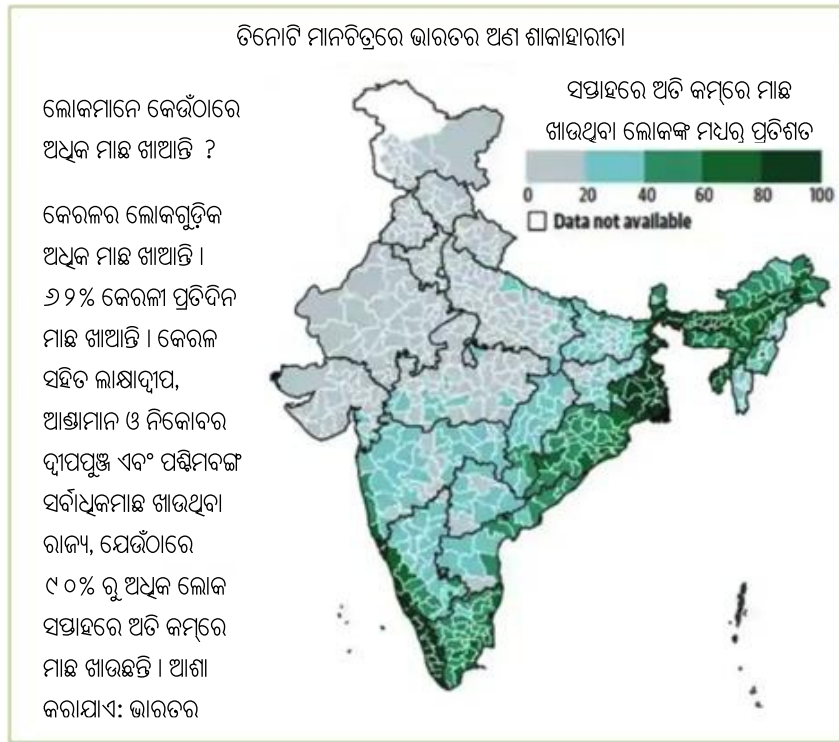 ତିନୋଟି ମାନଚିତ୍ରରେ ଭାରତର ଅଣ ଶାକାହାରୀତା
ଲୋକମାନେ କେଉଁଠାରେ
ଅଧିକ ମାଛ ଖାଆନ୍ତି ?
କେରଳର ଲୋକଗୁଡ଼ିକ
ଅଧିକ ମାଛ ଖାଆନ୍ତି ।
୬୨% କେରଳୀ ପ୍ରତିଦିନ
ମାଛ ଖାଆନ୍ତି । କେରଳ
ସହିତ ଲାକ୍ଷାଦ୍ୱୀପ,
ଆଣ୍ଡାମାନ ଓ ନିକୋବର
ଦ୍ୱୀପପୁଞ୍ଜ ଏବଂ ପଶ୍ଚିମବଙ୍ଗ
ସର୍ବାଧିକମାଛ ଖାଉଥିବା
ରାଜ୍ୟ, ଯେଉଁଠାରେ
୯୦% ରୁ ଅଧିକ ଲୋକ
ସପ୍ତାହରେ ଅତି କମ୍‌ରେ
ମାଛ ଖାଉଛନ୍ତି । ଆଶା
କରାଯାଏ: ଭାରତର
ସପ୍ତାହରେ ଅତି କମ୍‌ରେ ମାଛ
ଖାଉଥିବା ଲୋକଙ୍କ ମଧ୍ୟରୁ ପ୍ରତିଶତ
0 20 40 60 80 100
Data not available